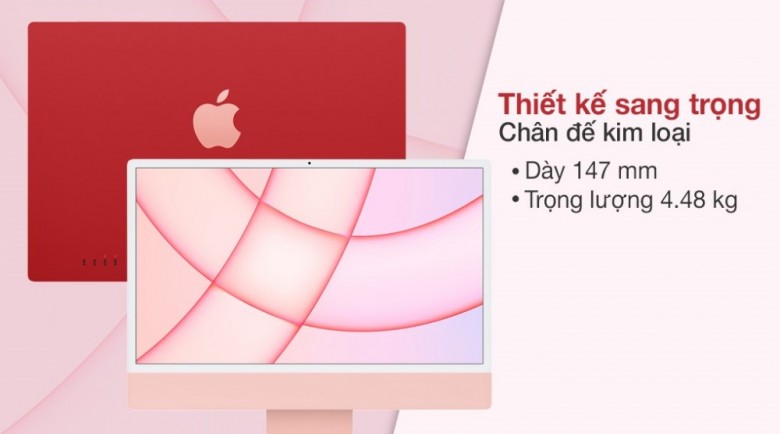 Thiết kế sang trọng
Chân đế kim loại
• Dày 147 mm
• Trọng lượng 4.48 kg